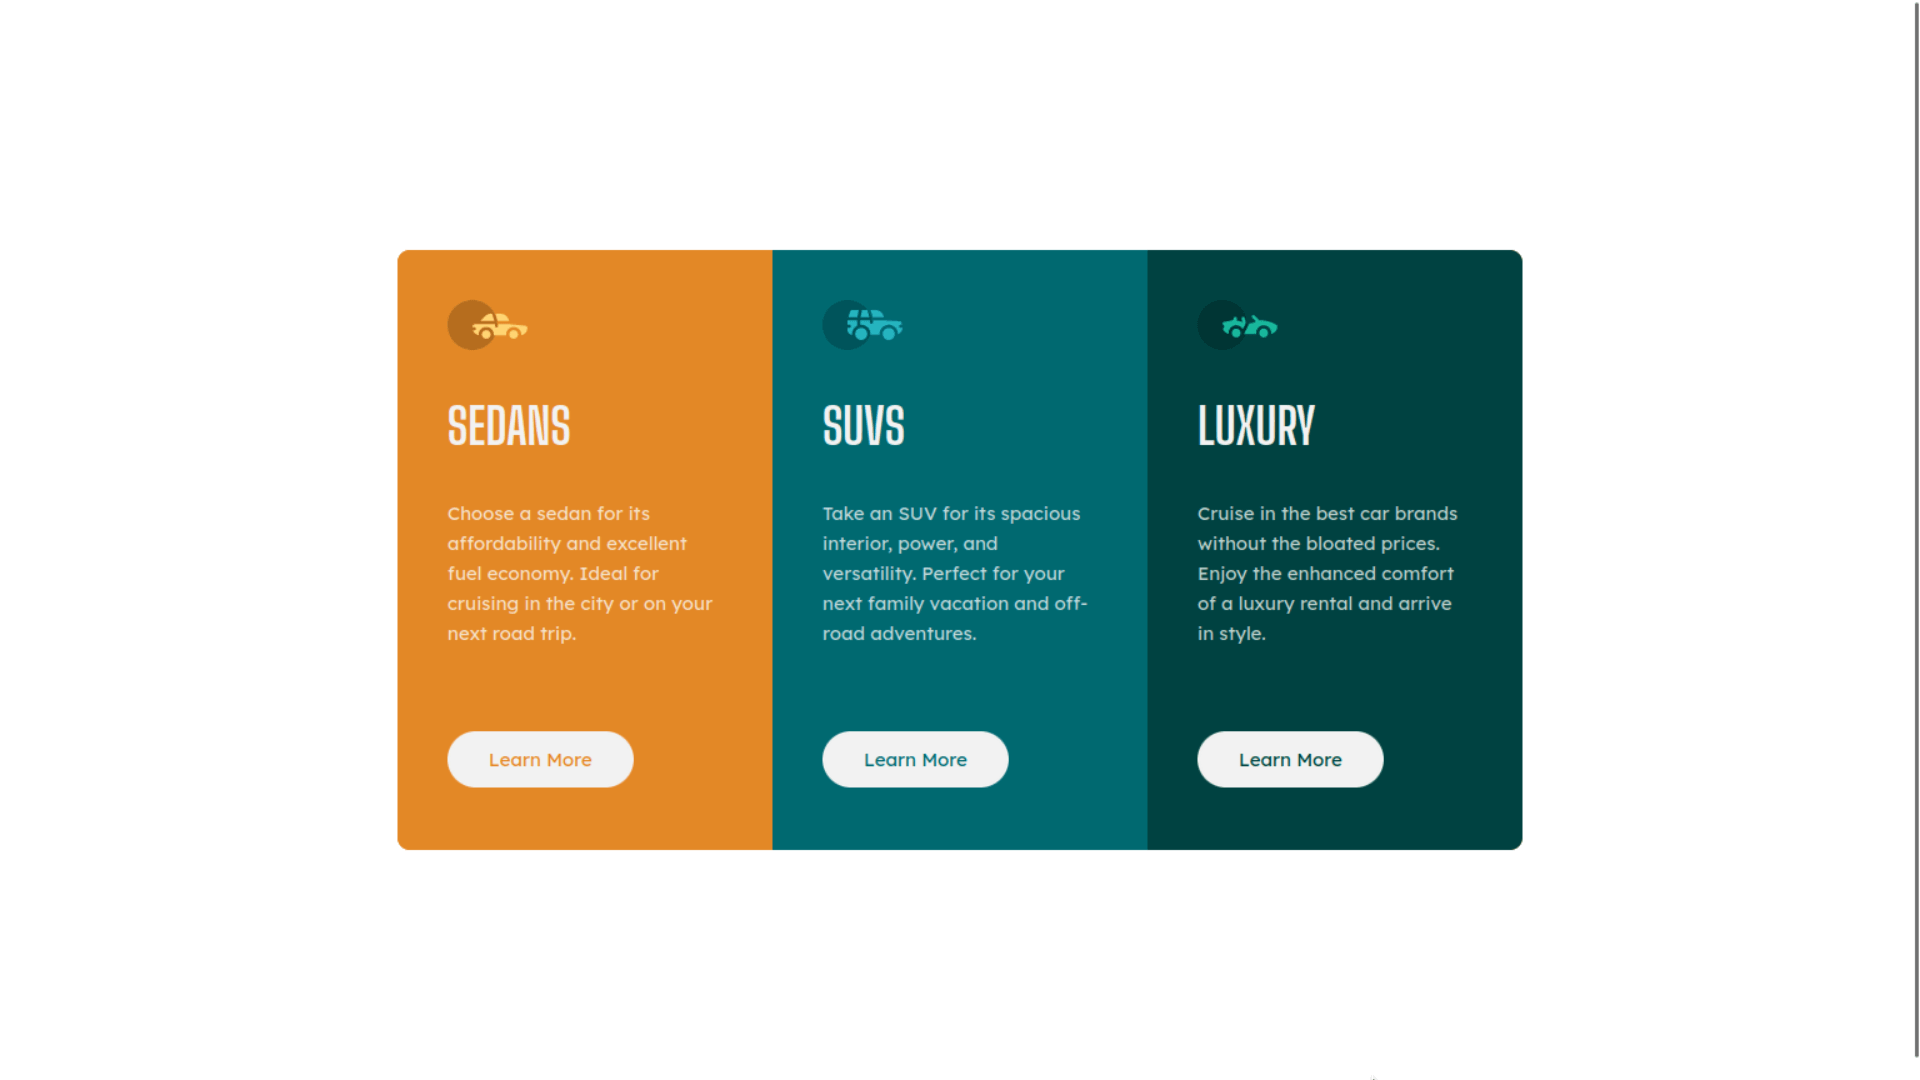 SEDANS
Choose a sedan for its
affordability and excellent
fuel economy. Ideal for
cruising in the city or on your
next road trip.
Learn More
SUVS
Take an SUV for its spacious
interior, power, and
versatility. Perfect for your
next family vacation and off-
road adventures.
Learn More
LUXURY
Cruise in the best car brands
without the bloated prices.
Enjoy the enhanced comfort
of a luxury rental and arrive
in style.
Learn More